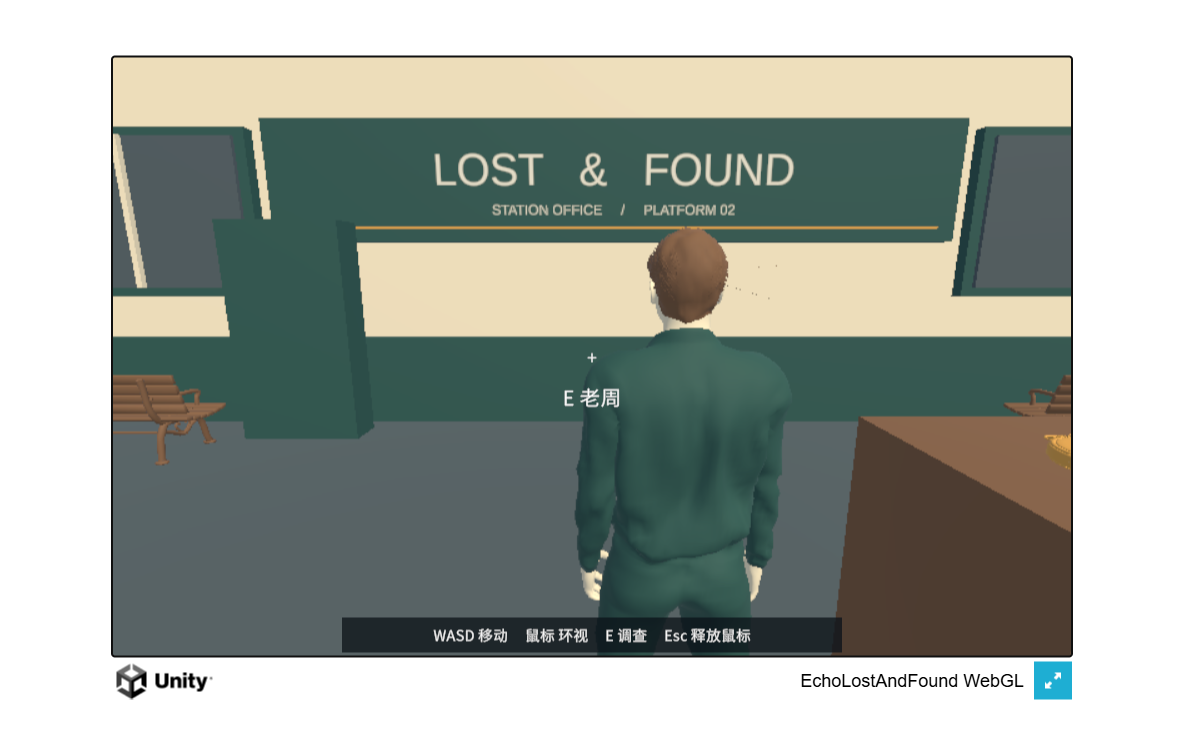 LOST & FOUND
STATION OFFICE / PLATFORM 02
+
E 老周
WASD 移动 鼠标 环视 E 调查 Esc 释放鼠标
Unity
EchoLostAndFound WebGL